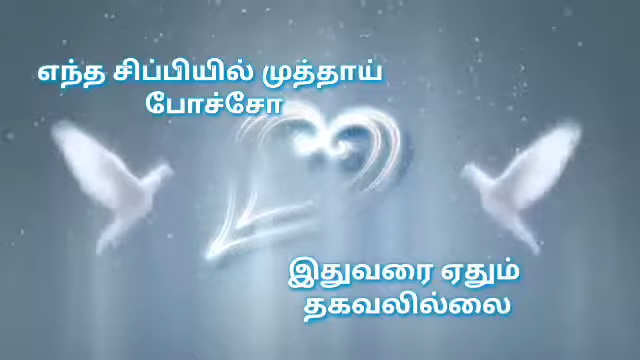 எந்த சிப்பியில் முத்தாய்
போச்சோ
இதுவரை ஏதும்
தகவலில்லை